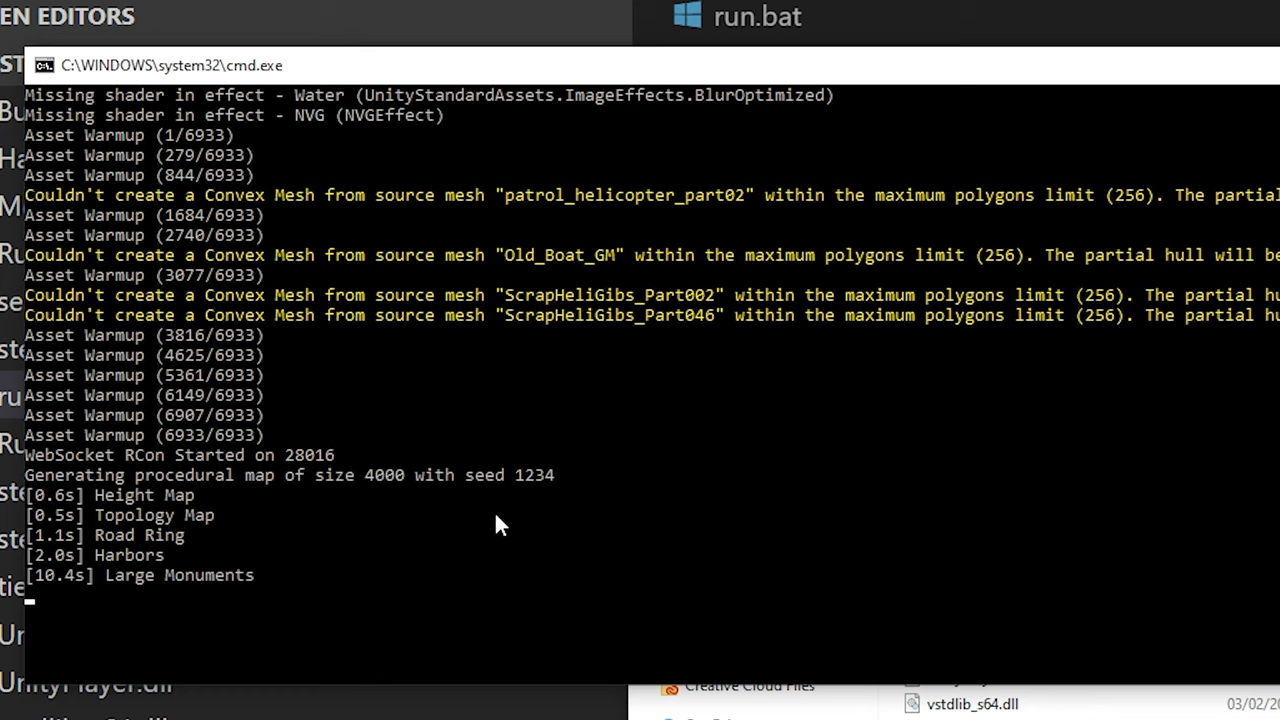 EN EDITORS
run.bat
C:\WINDOWS\system32\cmd.exe
Missing shader in effect - Water (UnityStandardAssets.ImageEffects.BlurOptimized)
Missing shader in effect - NVG (NVGEffect)
Asset Warmup (1/6933)
Asset Warmup (279/6933)
Asset Warmup (844/6933)
Couldn't create a Convex Mesh from source mesh "patrol_helicopter_part02" within the maximum polygons limit (256). The partial
Asset Warmup (1684/6933)
Asset Warmup (2740/6933)
Couldn't create a Convex Mesh from source mesh "Old_Boat_GM" within the maximum polygons limit (256). The partial hull will be
Asset Warmup (3077/6933)
Couldn't create a Convex Mesh from source mesh "ScrapHeliGibs_Part002" within the maximum polygons limit (256). The partial hu
Couldn't create a Convex Mesh from source mesh "ScrapHeliGibs_Part046" within the maximum polygons limit (256). The partial hu
Asset Warmup (3816/6933)
Asset Warmup (4625/6933)
Asset Warmup (5361/6933)
Asset Warmup (6149/6933)
Asset Warmup (6907/6933)
Asset Warmup (6933/6933)
WebSocket RCon Started on 28016
Generating procedural map of size 4000 with seed 1234
[0.6s] Height Map
[0.5s] Topology Map
[1.1s] Road Ring
[2.0s] Harbors
[10.4s] Large Monuments
UnityPlayer.dll
Creative Cloud Files
vstdlib_s64.dll
03/02/20